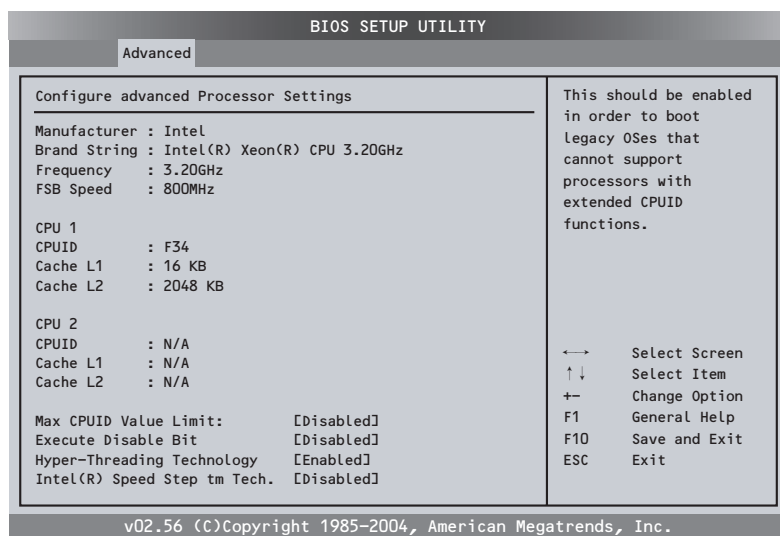 BIOS SETUP UTILITY
Advanced
Configure advanced Processor Settings
Manufacturer : Intel
Brand String : Intel(R) Xeon(R) CPU 3.20GHz
Frequency : 3.20GHz
FSB Speed : 800MHz
CPU 1
CPUID : F34
Cache L1 : 16 KB
Cache L2 : 2048 KB
CPU 2
CPUID : N/A
Cache L1 : N/A
Cache L2 : N/A
Max CPUID Value Limit: [Disabled]
Execute Disable Bit [Disabled]
Hyper-Threading Technology [Enabled]
Intel(R) Speed Step tm Tech. [Disabled]
This should be enabled
in order to boot
legacy OSes that
cannot support
processors with
extended CPUID
functions.
←→ Select Screen
↑↓ Select Item
+- Change Option
F1 General Help
F10 Save and Exit
ESC Exit
v02.56 (C)Copyright 1985-2004, American Megatrends, Inc.